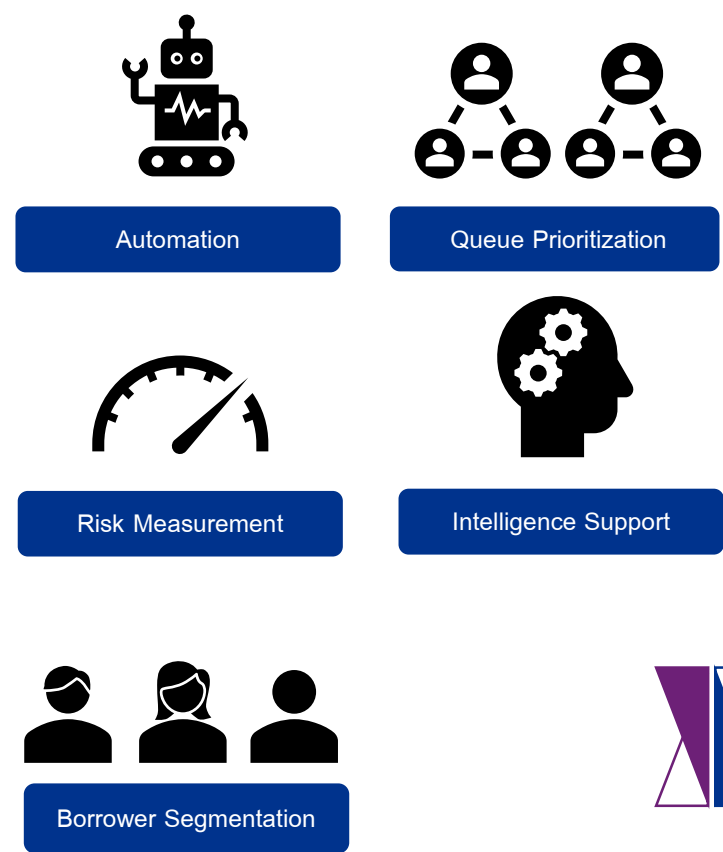 Automation
Queue Prioritization
Risk Measurement
Intelligence Support
Borrower Segmentation